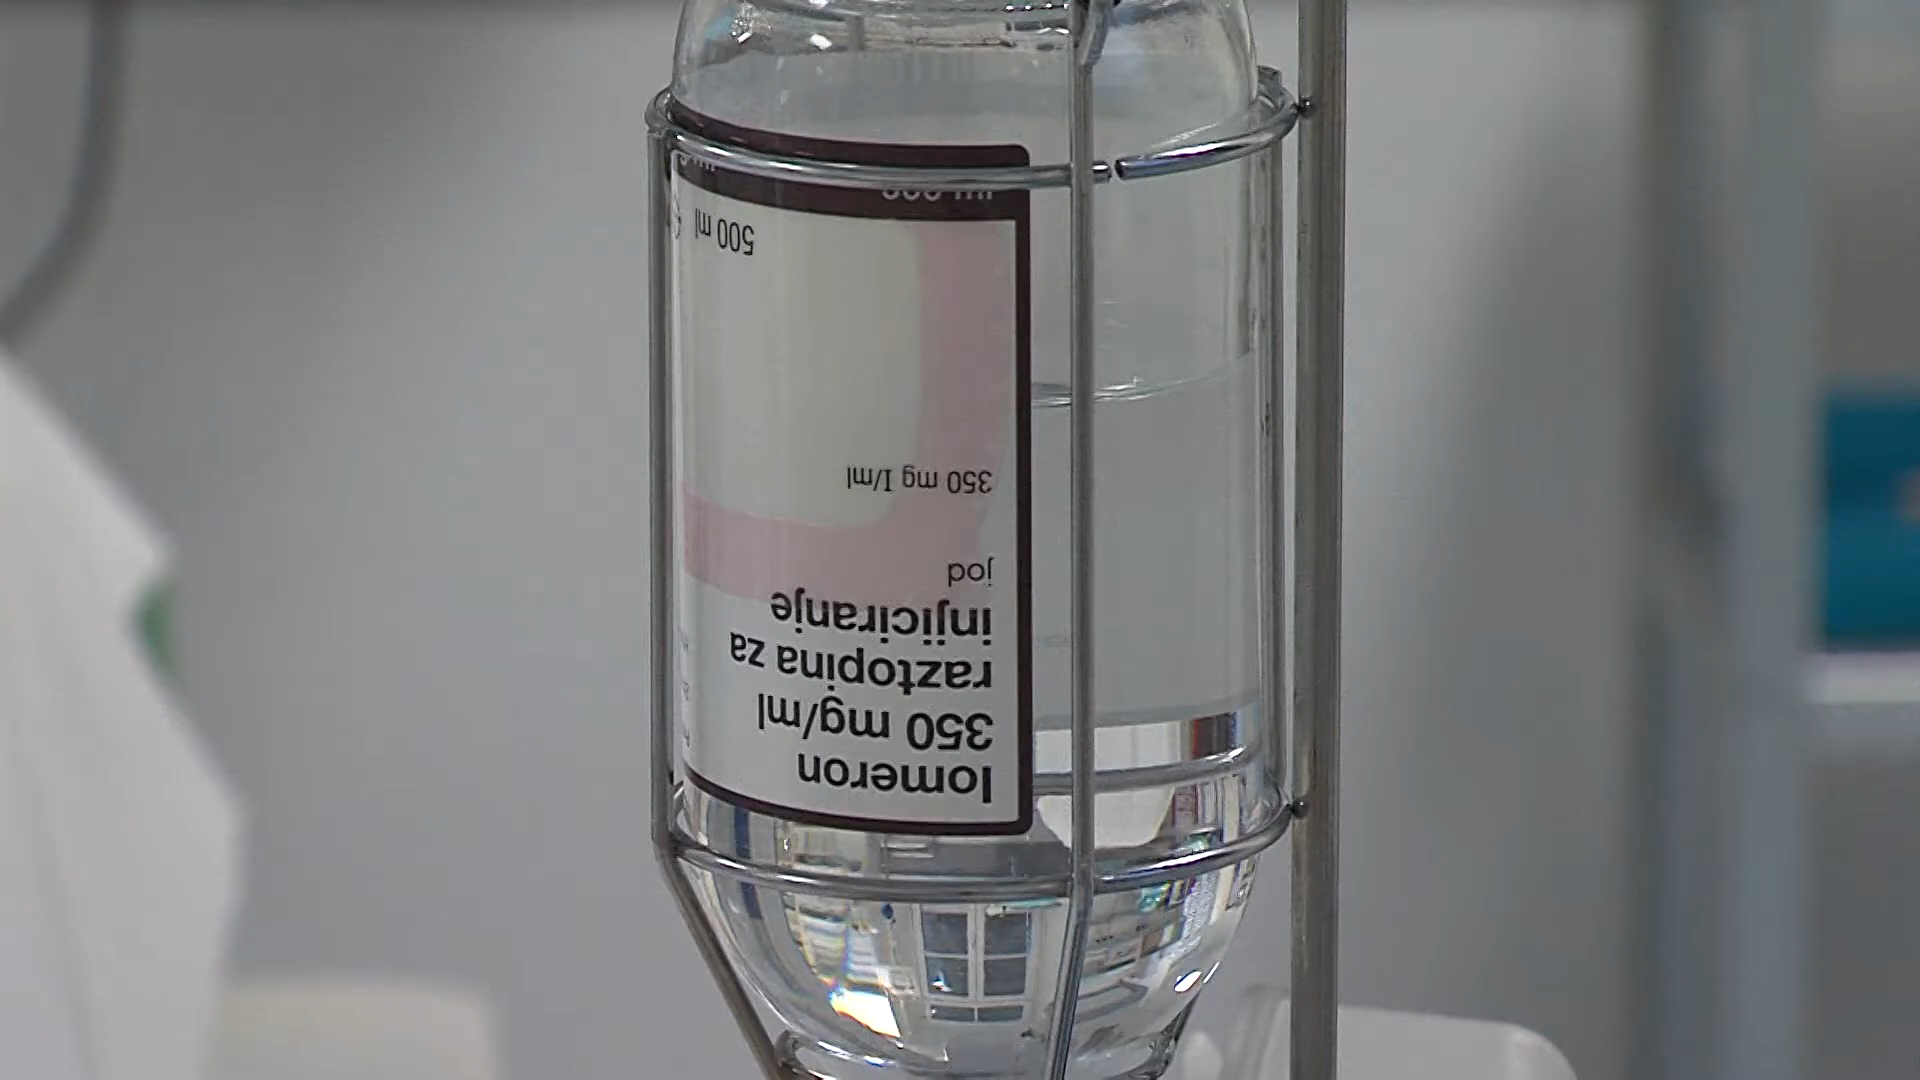 Iomeron
350 mg/ml
raztopina za
injiciranje
jod
350 mg I/ml
500 ml